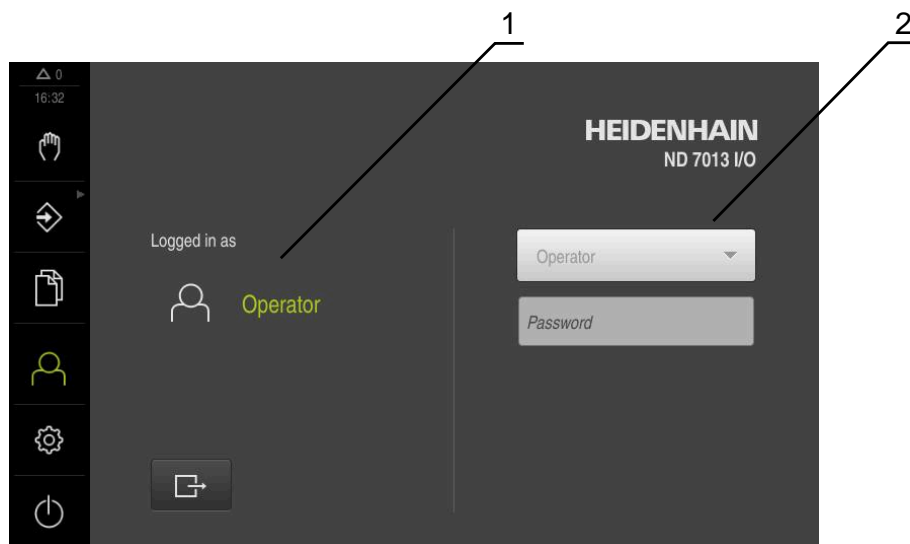 1
2
0
16:32
HEIDENHAIN
ND 7013 I/O
Logged in as
Operator
Operator
Password